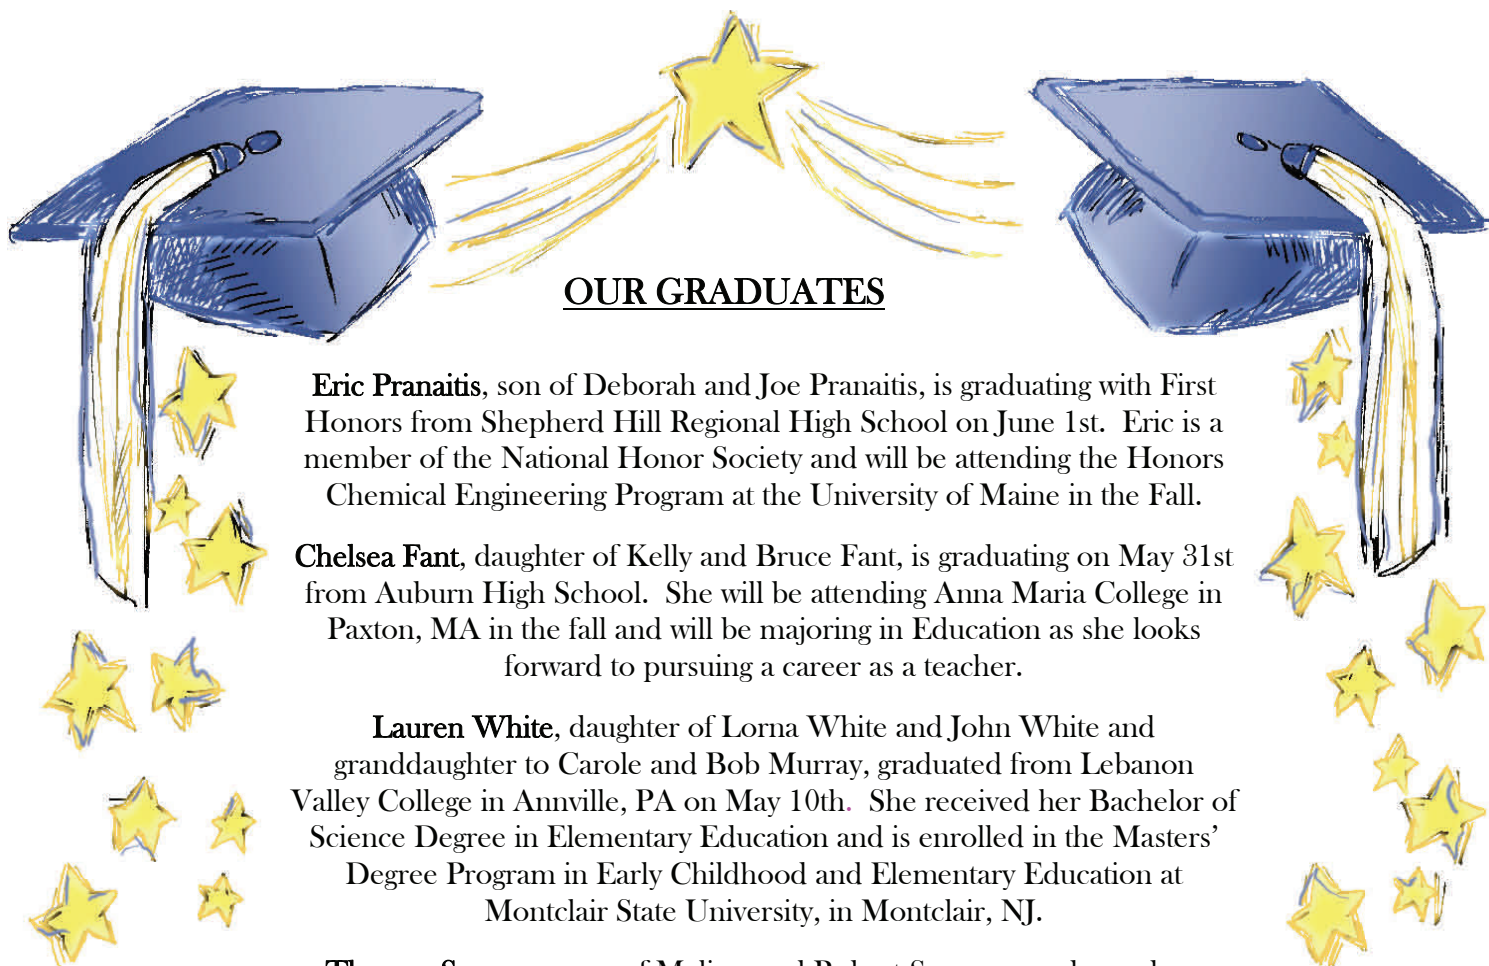 OUR GRADUATES
Eric Pranaitis, son of Deborah and Joe Pranaitis, is graduating with First
Honors from Shepherd Hill Regional High School on June 1st.  Eric is a
member of the National Honor Society and will be attending the Honors
Chemical Engineering Program at the University of Maine in the Fall.
Chelsea Fant, daughter of Kelly and Bruce Fant, is graduating on May 31st
from Auburn High School.  She will be attending Anna Maria College in
Paxton, MA in the fall and will be majoring in Education as she looks
forward to pursuing a career as a teacher.
Lauren White, daughter of Lorna White and John White and
granddaughter to Carole and Bob Murray, graduated from Lebanon
Valley College in Annville, PA on May 10th.  She received her Bachelor of
Science Degree in Elementary Education and is enrolled in the Masters’
Degree Program in Early Childhood and Elementary Education at
Montclair State University, in Montclair, NJ.